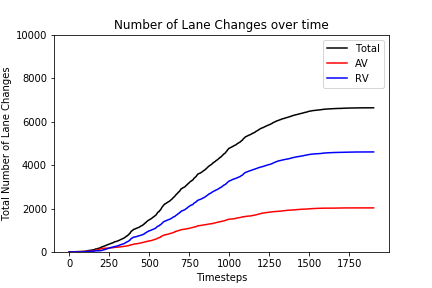 Number of Lane Changes over time
Total Number of Lane Changes
10000
8000
6000
4000
2000
0
Total
AV
RV
0 250 500 750 1000 1250 1500 1750
Timesteps